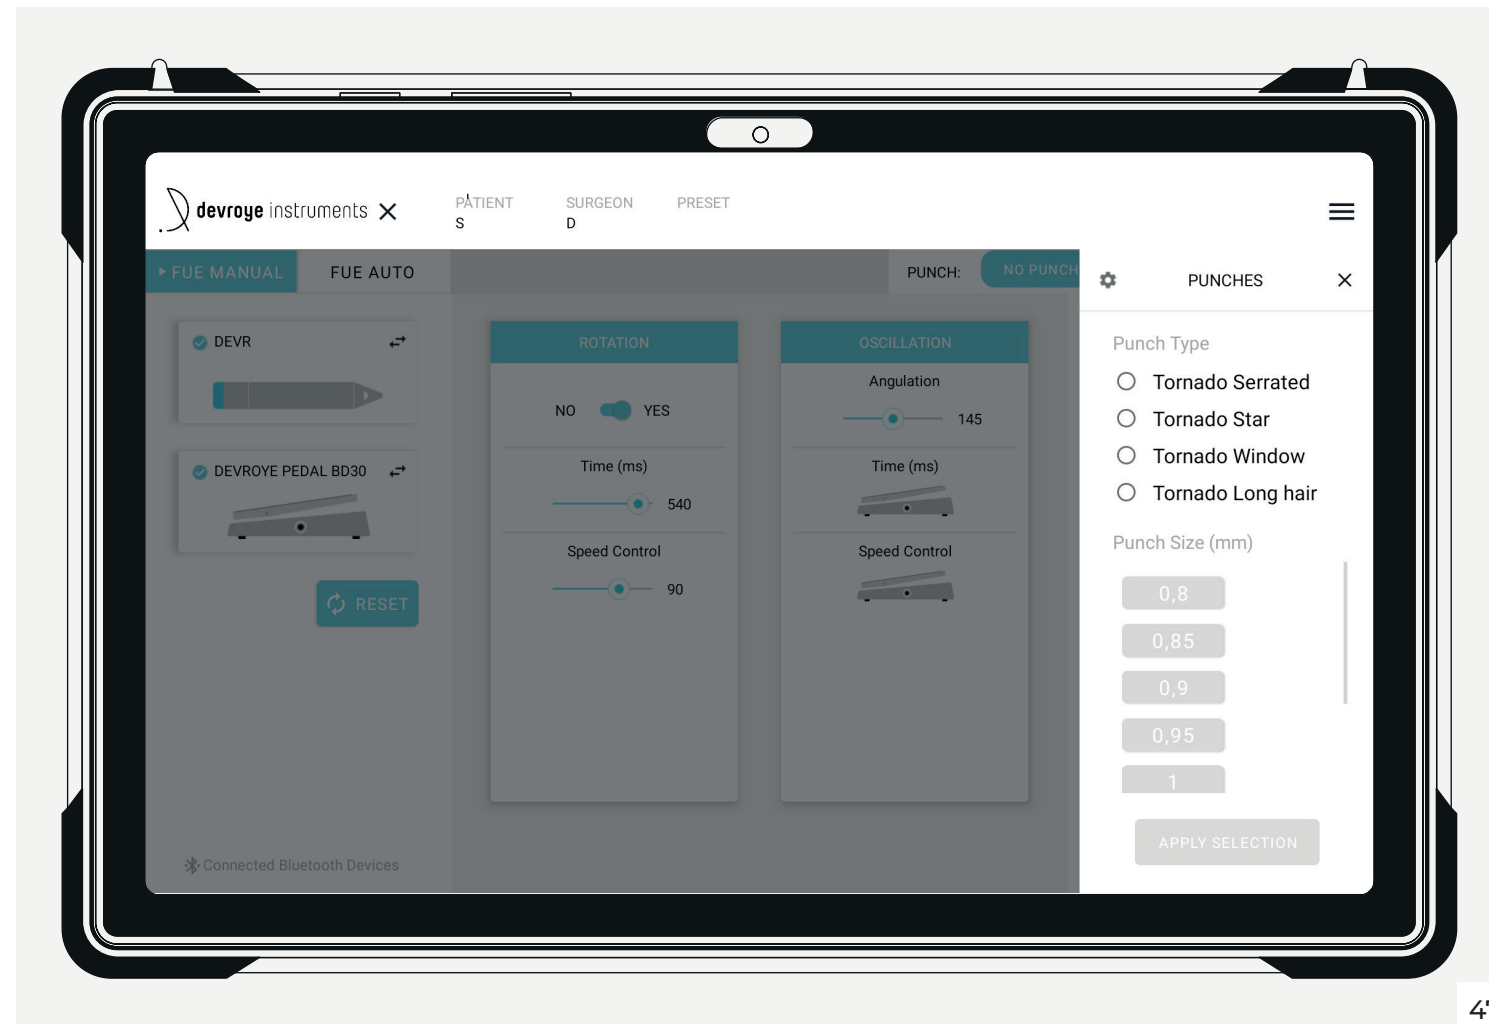 devroye instruments
PATIENT SURGEON PRESET
S D
FUE MANUAL FUE AUTO PUNCH: NO PUNCH
PUNCHES
DEVR
DEVROYE PEDAL BD30
RESET
Connected Bluetooth Devices
ROTATION
NO YES
Time (ms)
540
Speed Control
90
OSCILLATION
Angulation
145
Time (ms)
Speed Control
Punch Type
Tornado Serrated
Tornado Star
Tornado Window
Tornado Long hair
Punch Size (mm)
0,8
0,85
0,9
0,95
1
APPLY SELECTION